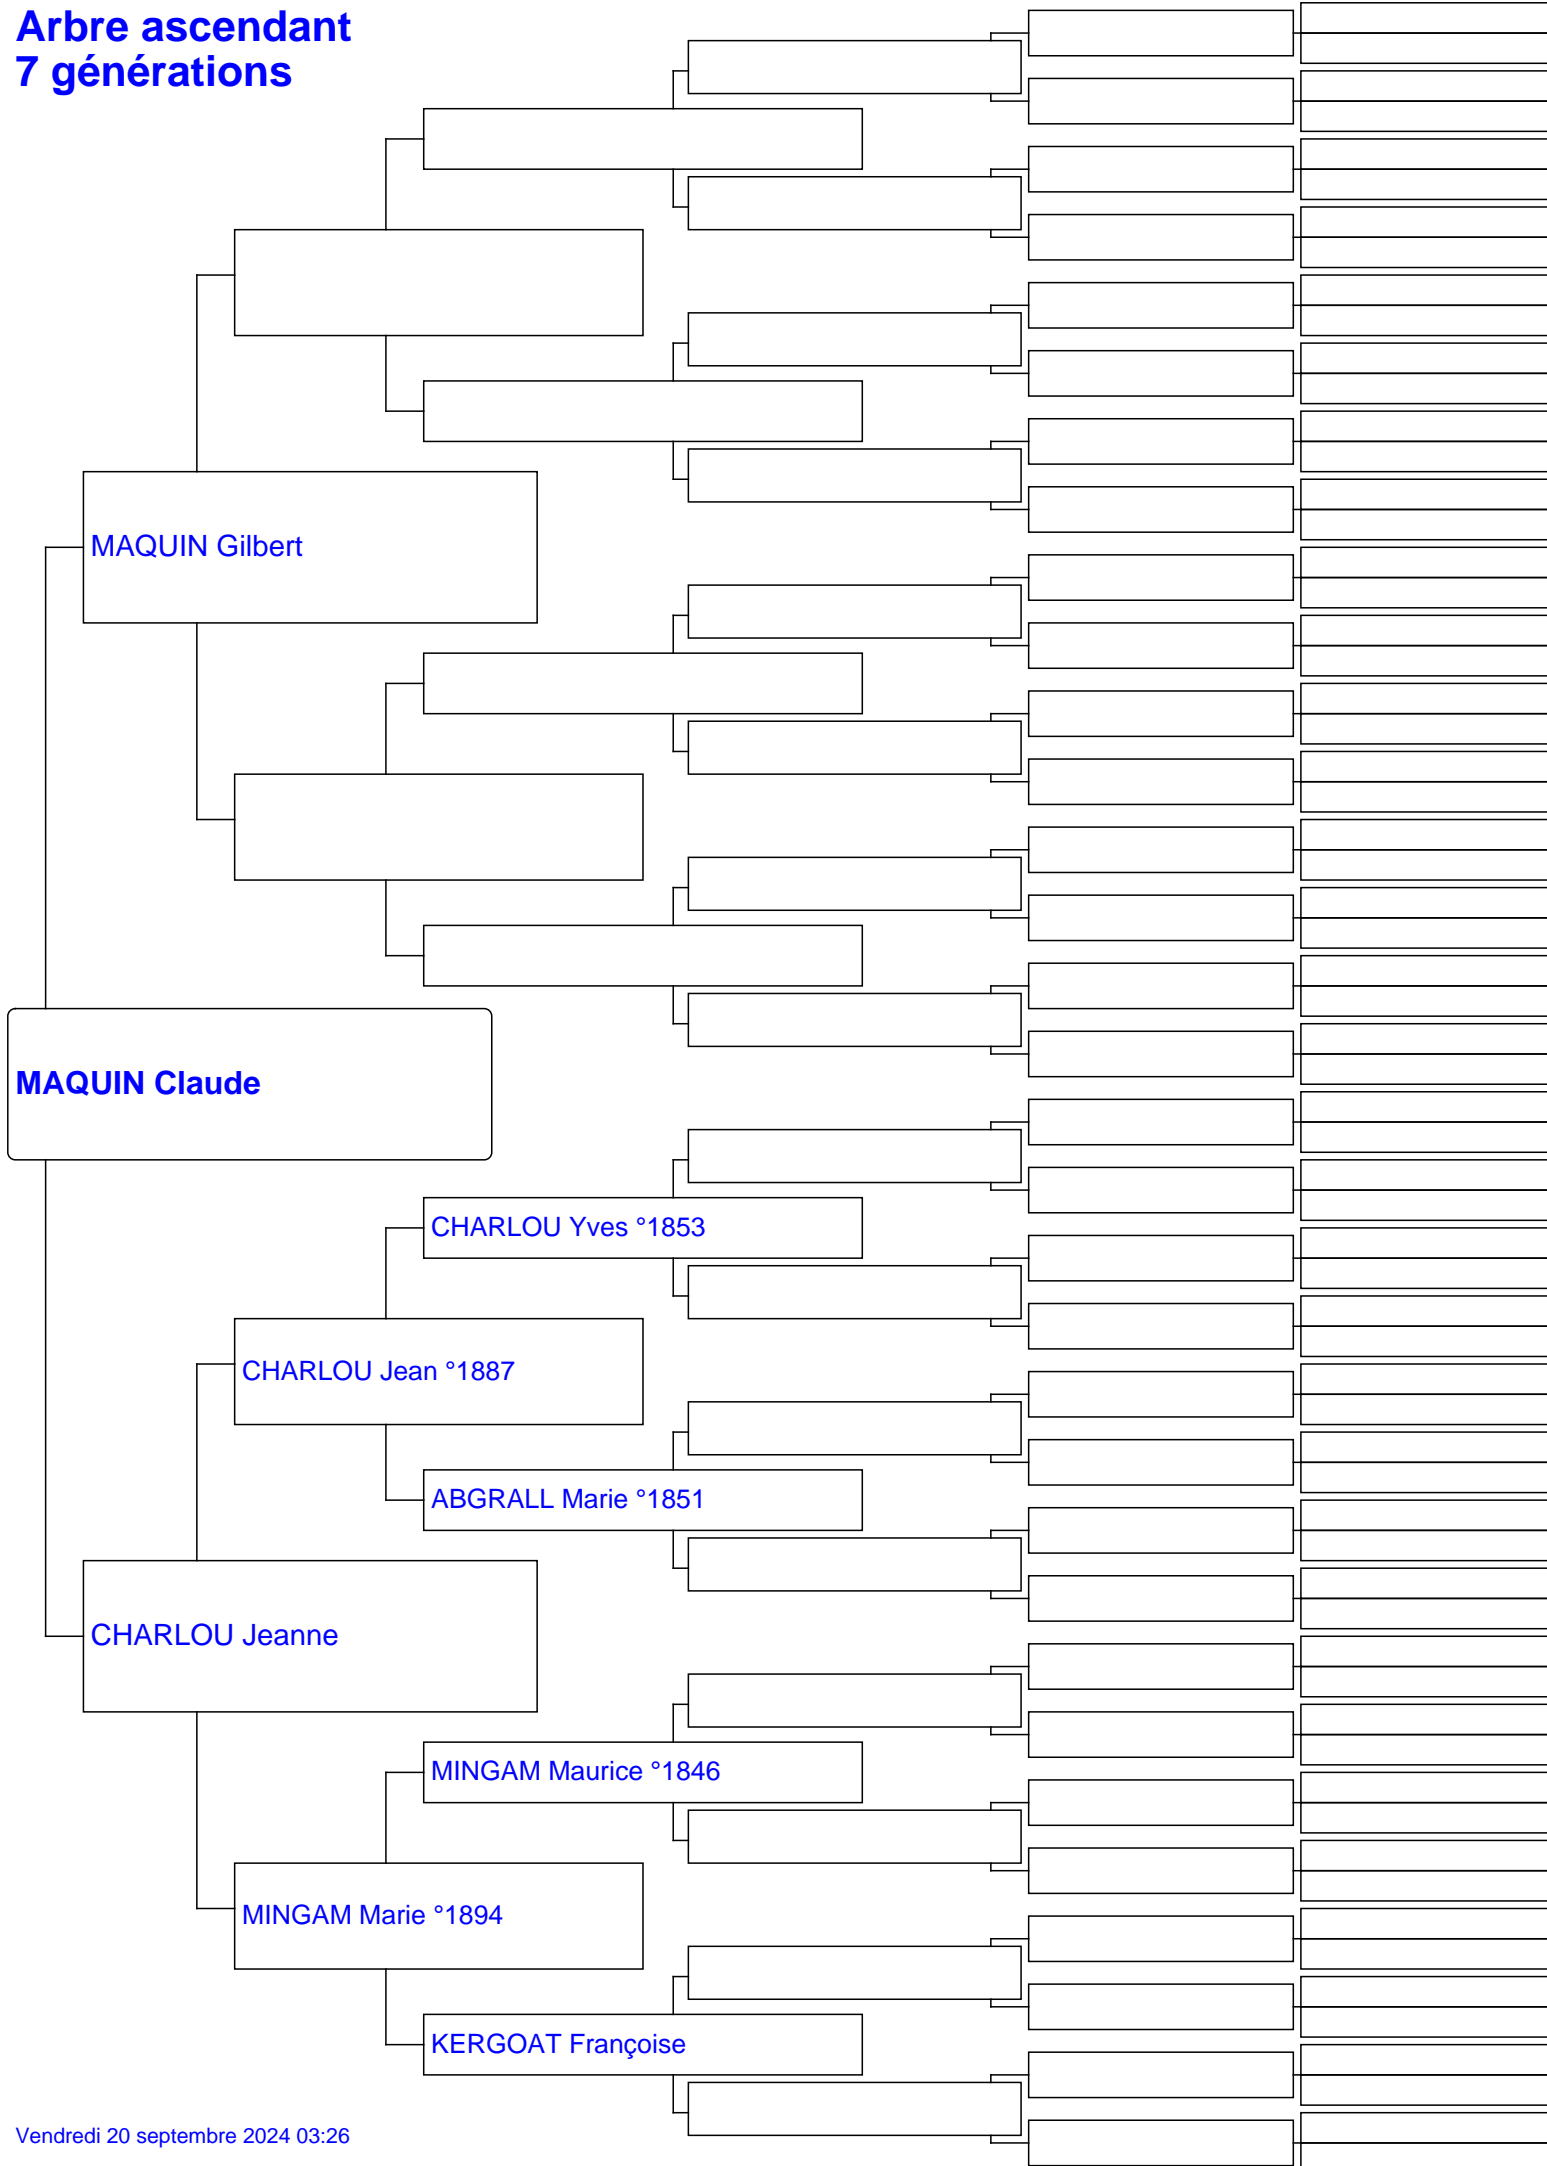 Arbre ascendant
7 générations
MAQUIN Gilbert
MAQUIN Claude
CHARLOU Yves °1853
CHARLOU Jean °1887
ABGRALL Marie °1851
CHARLOU Jeanne
MINGAM Maurice °1846
MINGAM Marie °1894
KERGOAT Françoise
Vendredi 20 septembre 2024 03:26